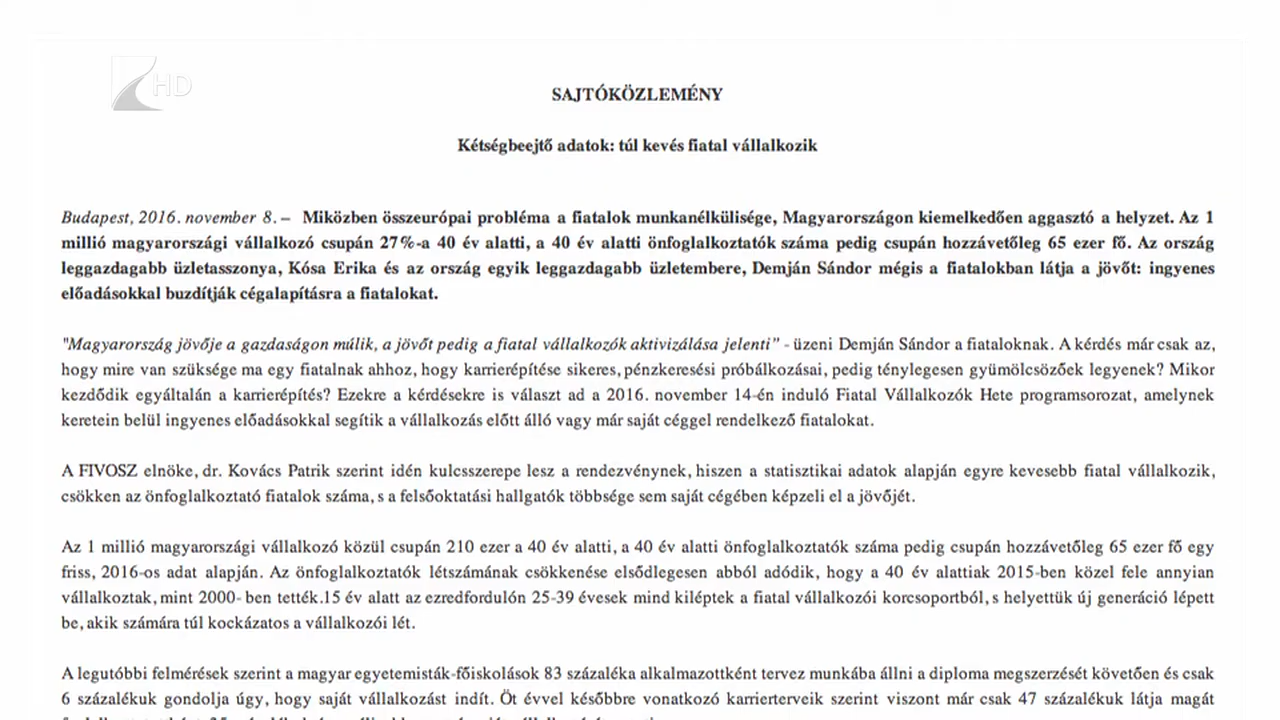 HD
SAJTÓKÖZLEMÉNY
Kétségbeejtő adatok: túl kevés fiatal vállalkozik
Budapest, 2016. november 8. – Miközben összeurópai probléma a fiatalok munkanélkülisége, Magyarországon kiemelkedően aggasztó a helyzet. Az 1
millió magyarországi vállalkozó csupán 27%-a 40 év alatti, a 40 év alatti önfoglalkoztatók száma pedig csupán hozzávetőleg 65 ezer fő. Az ország
leggazdagabb üzletasszonya, Kósa Erika és az ország egyik leggazdagabb üzletembere, Demján Sándor mégis a fiatalokban látja a jövőt: ingyenes
előadásokkal buzdítják cégalapításra a fiatalokat.
"Magyarország jövője a gazdaságon múlik, a jövőt pedig a fiatal vállalkozók aktivizálása jelenti” - üzeni Demján Sándor a fiataloknak. A kérdés már csak az,
hogy mire van szüksége ma egy fiatalnak ahhoz, hogy karrierépítése sikeres, pénzkeresési próbálkozásai, pedig ténylegesen gyümölcsözőek legyenek? Mikor
kezdődik egyáltalán a karrierépítés? Ezekre a kérdésekre is választ ad a 2016. november 14-én induló Fiatal Vállalkozók Hete programsorozat, amelynek
keretein belül ingyenes előadásokkal segítik a vállalkozás előtt álló vagy már saját céggel rendelkező fiatalokat.
A FIVOSZ elnöke, dr. Kovács Patrik szerint idén kulcsszerepe lesz a rendezvénynek, hiszen a statisztikai adatok alapján egyre kevesebb fiatal vállalkozik,
csökken az önfoglalkoztató fiatalok száma, s a felsőoktatási hallgatók többsége sem saját cégében képzeli el a jövőjét.
Az 1 millió magyarországi vállalkozó közül csupán 210 ezer a 40 év alatti, a 40 év alatti önfoglalkoztatók száma pedig csupán hozzávetőleg 65 ezer fő egy
friss, 2016-os adat alapján. Az önfoglalkoztatók létszámának csökkenése elsődlegesen abból adódik, hogy a 40 év alattiak 2015-ben közel fele annyian
vállalkoztak, mint 2000- ben tették.15 év alatt az ezredfordulón 25-39 évesek mind kiléptek a fiatal vállalkozói korcsoportból, s helyettük új generáció lépett
be, akik számára túl kockázatos a vállalkozói lét.
A legutóbbi felmérések szerint a magyar egyetemisták-főiskolások 83 százaléka alkalmazottként tervez munkába állni a diploma megszerzését követően és csak
6 százalékuk gondolja úgy, hogy saját vállalkozást indít. Öt évvel későbbre vonatkozó karrierterveik szerint viszont már csak 47 százalékuk látja magát